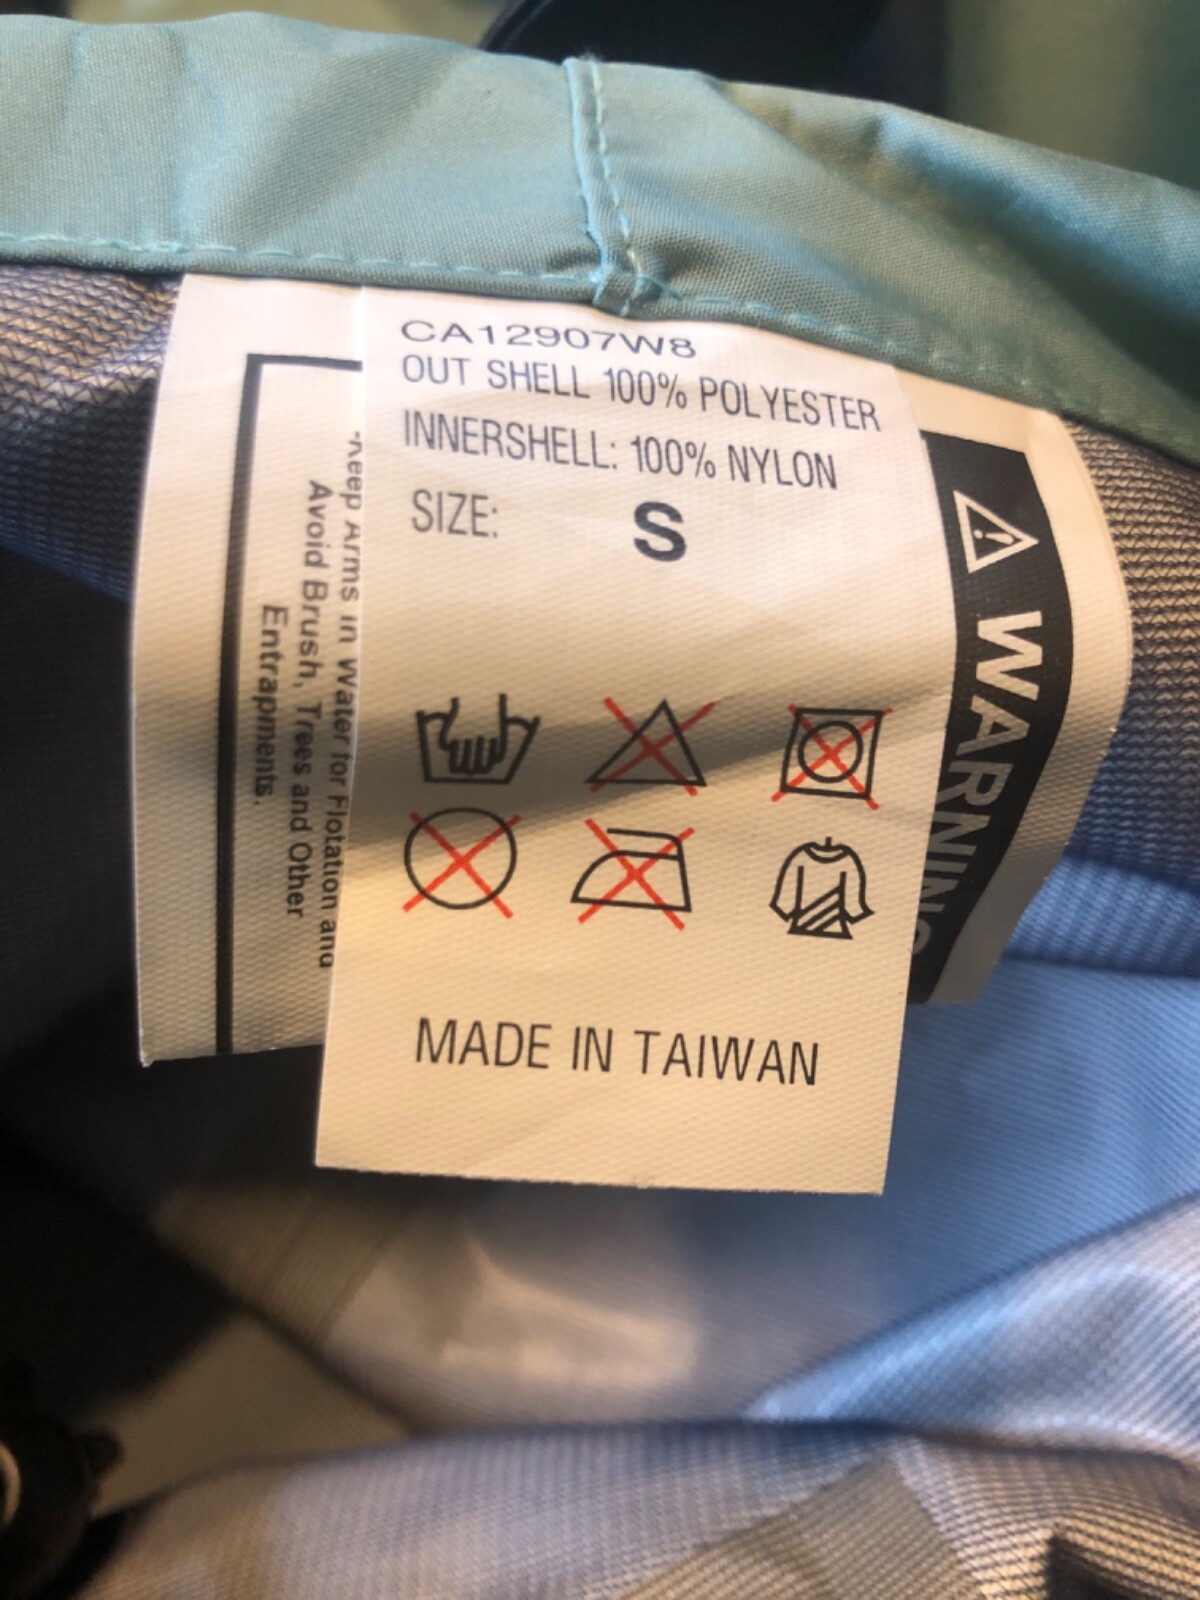 CA12907W8
OUT SHELL 100% POLYESTER
INNERSHELL: 100% NYLON
SIZE: S
MADE IN TAIWAN
-Keep Arms in Water for Flotation and
Avoid Brush, Trees and Other
Entrapments.
WARNING